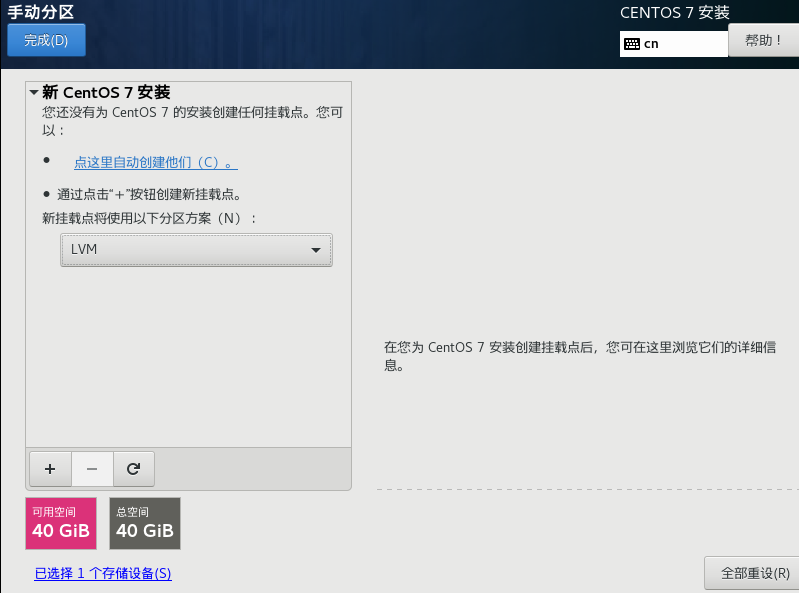 手动分区
CENTOS 7 安装
完成(D)
cn
帮助！
新 CentOS 7 安装
您还没有为 CentOS 7 的安装创建任何挂载点。您可
以：
点这里自动创建他们（C）。
通过点击“+”按钮创建新挂载点。
新挂载点将使用以下分区方案（N）：
LVM
在您为 CentOS 7 安装创建挂载点后，您可在这里浏览它们的详细信
息。
+ −
可用空间
40 GiB
总空间
40 GiB
已选择 1 个存储设备(S)
全部重设(R)